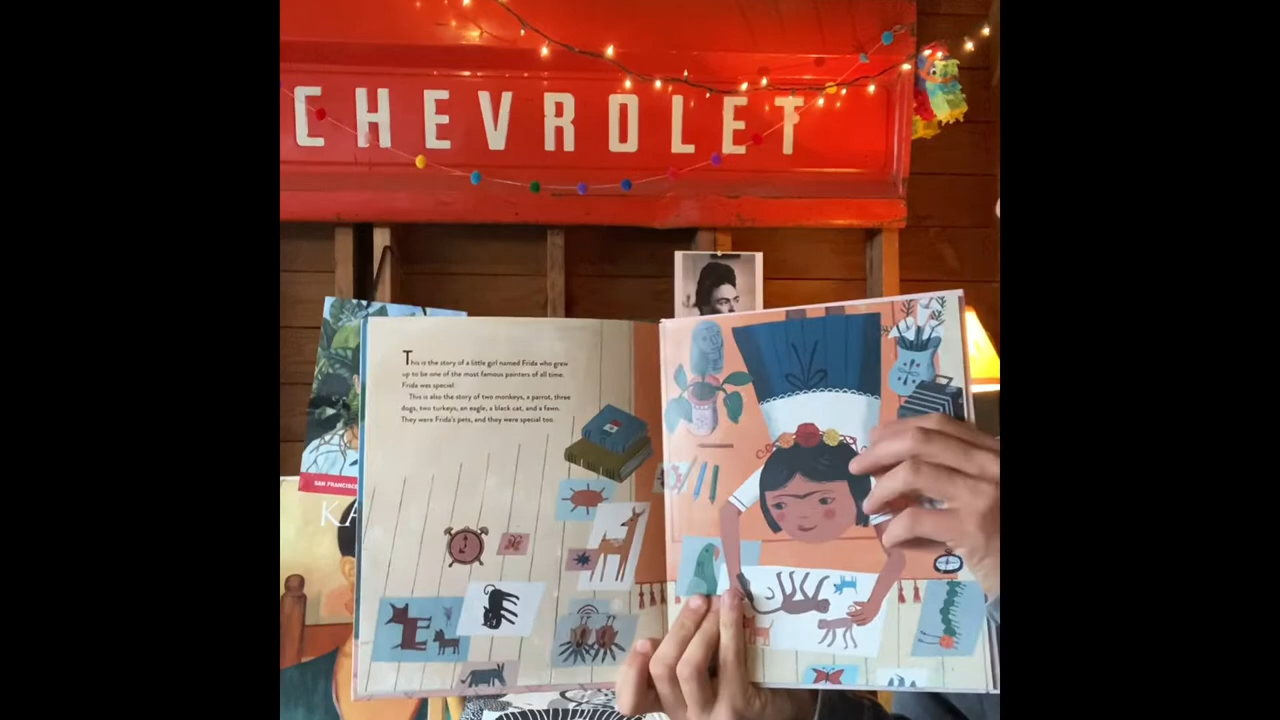 CHEVROLET
This is the story of a little girl named Frida who grew
up to be one of the most famous painters of all time.
Frida was special.
This is also the story of two monkeys, a parrot, three
dogs, two turkeys, an eagle, a black cat, and a fawn.
They were Frida's pets, and they were special too.
SAN FRANCISCO
KA